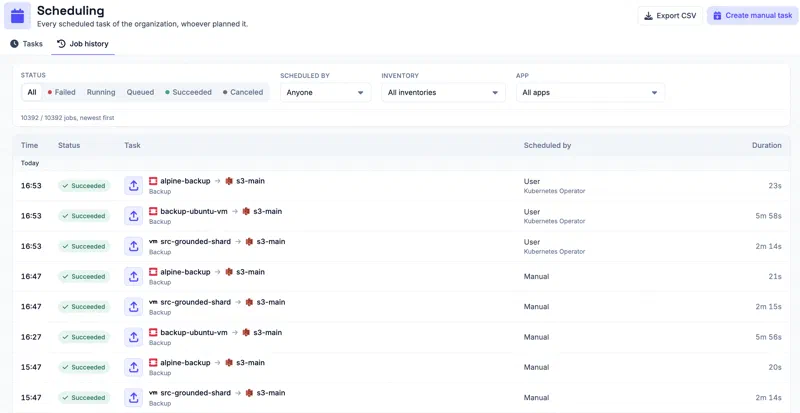 Scheduling
Every scheduled task of the organization, whoever planned it.
Export CSV
Create manual task
Tasks
Job history
STATUS
SCHEDULED BY
INVENTORY
APP
All
Failed
Running
Queued
Succeeded
Canceled
Anyone
All inventories
All apps
10392 / 10392 jobs, newest first
Time
Status
Task
Scheduled by
Duration
Today
16:53
Succeeded
alpine-backup → s3-main
Backup
User
Kubernetes Operator
23s
16:53
Succeeded
backup-ubuntu-vm → s3-main
Backup
User
Kubernetes Operator
5m 58s
16:53
Succeeded
vm src-grounded-shard → s3-main
Backup
User
Kubernetes Operator
2m 14s
16:47
Succeeded
alpine-backup → s3-main
Backup
Manual
21s
16:47
Succeeded
vm src-grounded-shard → s3-main
Backup
Manual
2m 15s
16:27
Succeeded
backup-ubuntu-vm → s3-main
Backup
Manual
5m 56s
15:47
Succeeded
alpine-backup → s3-main
Backup
Manual
20s
15:47
Succeeded
vm src-grounded-shard → s3-main
Backup
Manual
2m 14s